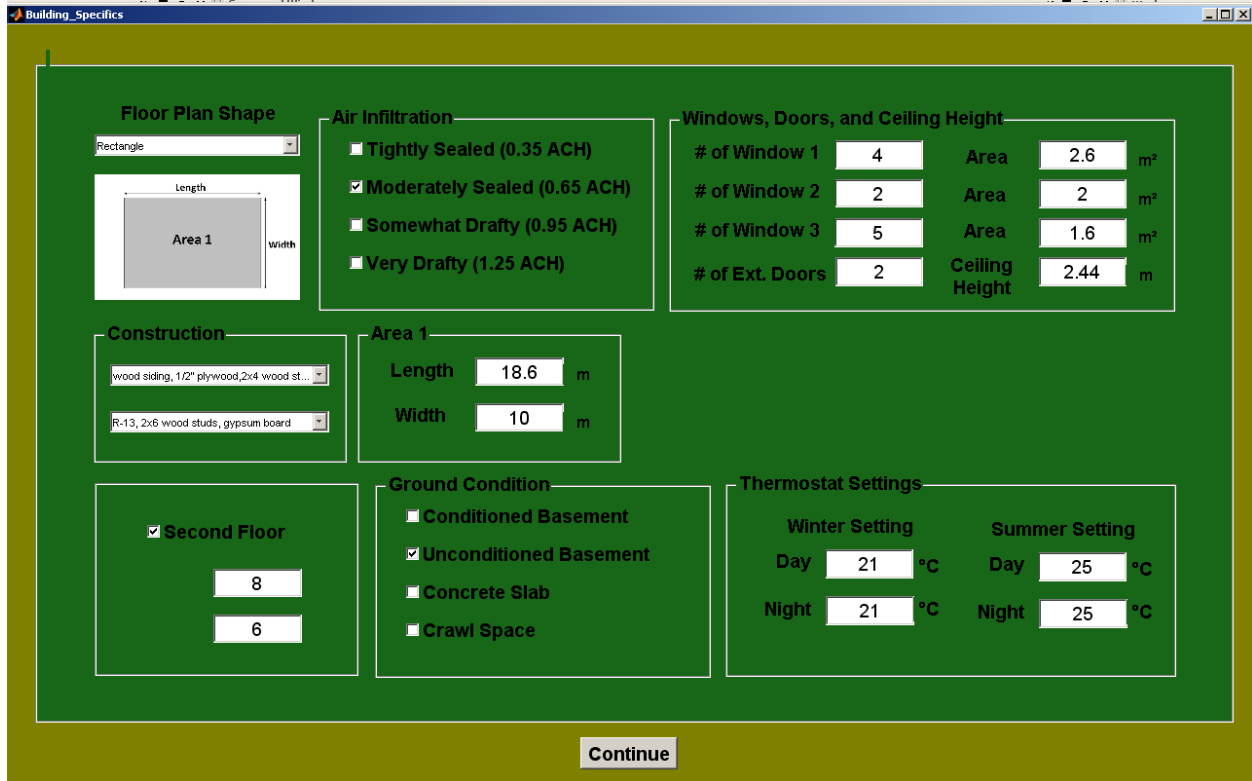 Building_Specifics
Floor Plan Shape
Rectangle
Length
Area 1
Width
Air Infiltration
Tightly Sealed (0.35 ACH)
Moderately Sealed (0.65 ACH)
Somewhat Drafty (0.95 ACH)
Very Drafty (1.25 ACH)
Windows, Doors, and Ceiling Height
# of Window 1 4 Area 2.6 m²
# of Window 2 2 Area 2 m²
# of Window 3 5 Area 1.6 m²
# of Ext. Doors 2 Ceiling Height 2.44 m
Construction
wood siding, 1/2" plywood,2x4 wood st...
R-13, 2x6 wood studs, gypsum board
Area 1
Length 18.6 m
Width 10 m
Second Floor
8
6
Ground Condition
Conditioned Basement
Unconditioned Basement
Concrete Slab
Crawl Space
Thermostat Settings
Winter Setting Summer Setting
Day 21 °C Day 25 °C
Night 21 °C Night 25 °C
Continue